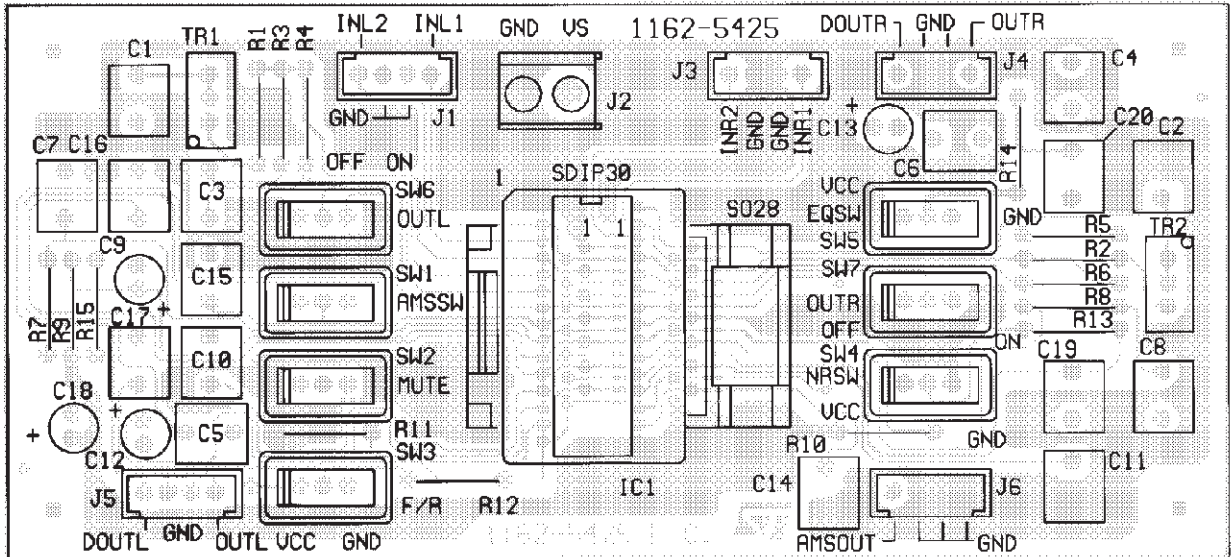 C1
TR1
R1
R3
R4
INL2 INL1
GND
J1
GND VS
J2
1162-5425
J3
INR2
GND
GND
INR1
DOUTR GND OUTR
J4
C4
C13
+
C6
R14
C20
C2
C7 C16
C3
OFF ON
SW6
OUTL
1
SDIP30
1 1
SO28
VCC
EQSW
SW5
GND
R5
R2
R6
R8
R13
TR2
C9
+
C15
SW1
AMSSW
SW7
OUTR
OFF
ON
R7
R9
R15
C17
C10
SW2
MUTE
SW4
NRSW
VCC
GND
C19
C8
C18
+
+
C12
C5
R11
SW3
F/R
R12
IC1
R10
C14
C11
J5
DOUTL GND OUTL VCC GND
J6
AMSOUT GND